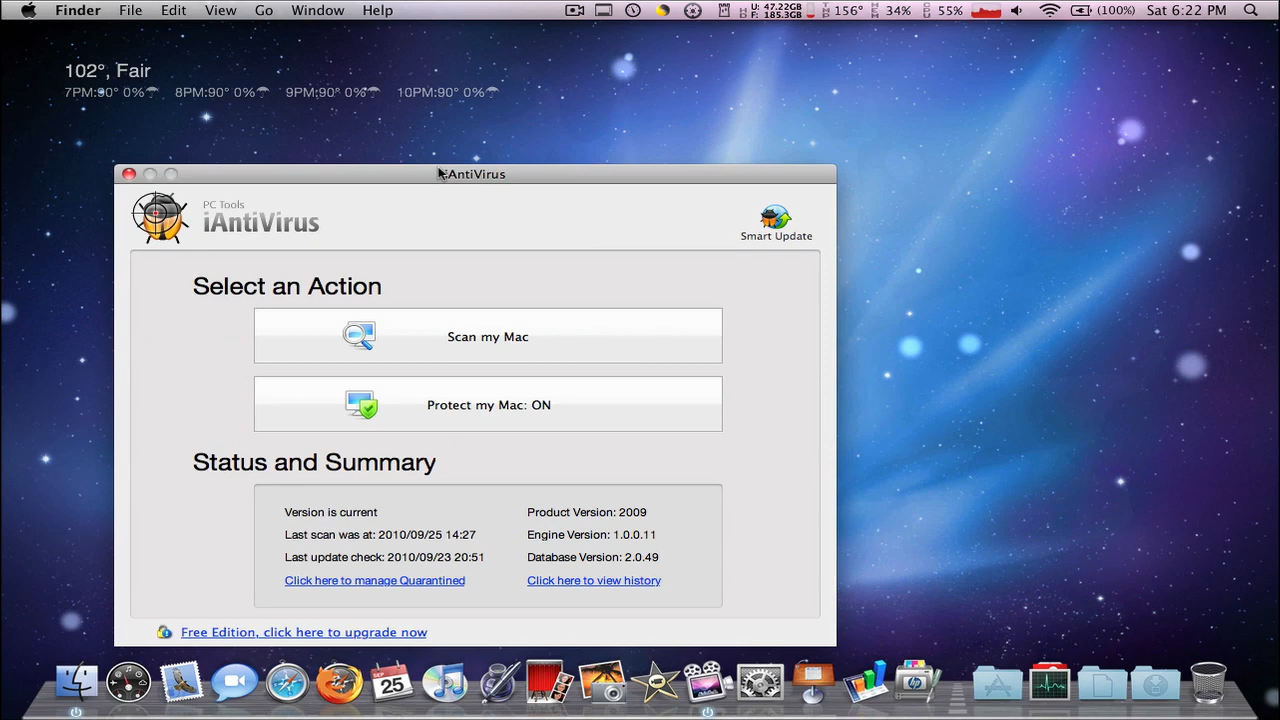 Finder File Edit View Go Window Help U: 47.22GB F: 185.3GB 156° 34% 55% (100%) Sat 6:22 PM
102°, Fair
7PM:90° 0% 8PM:90° 0% 9PM:90° 0% 10PM:90° 0%
iAntiVirus
PC Tools
iAntiVirus
Smart Update
Select an Action
Scan my Mac
Protect my Mac: ON
Status and Summary
Version is current Product Version: 2009
Last scan was at: 2010/09/25 14:27 Engine Version: 1.0.0.11
Last update check: 2010/09/23 20:51 Database Version: 2.0.49
Click here to manage Quarantined Click here to view history
Free Edition, click here to upgrade now
25
hp